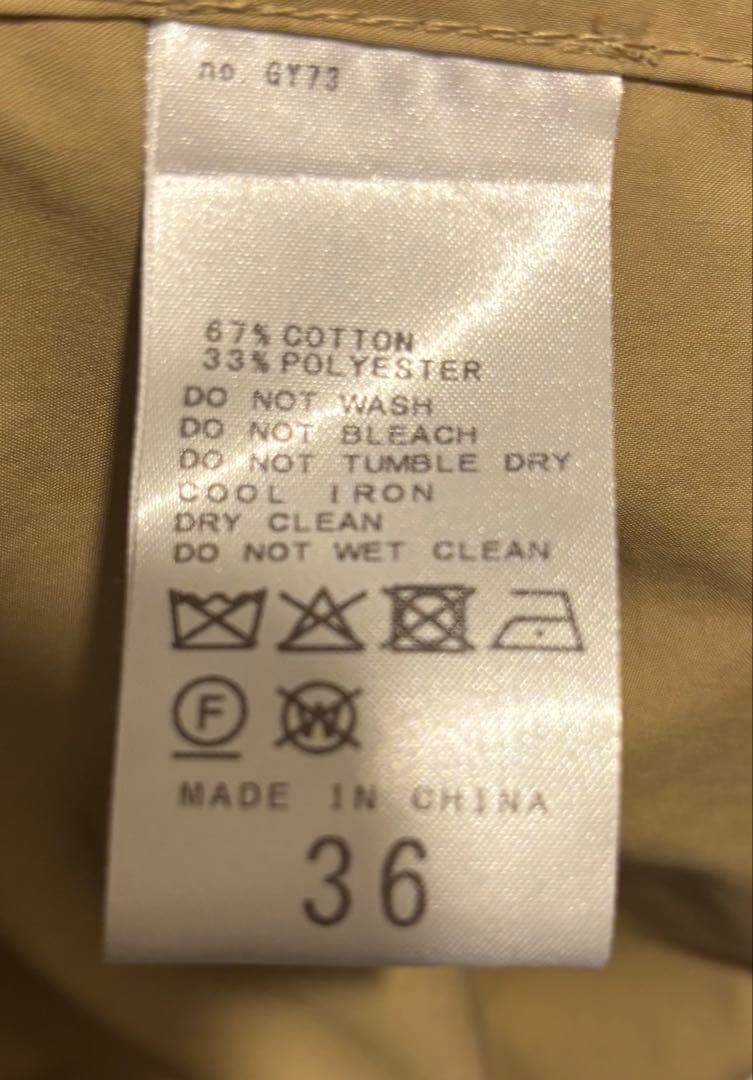 no. GY73
67% COTTON
33% POLYESTER
DO NOT WASH
DO NOT BLEACH
DO NOT TUMBLE DRY
COOL IRON
DRY CLEAN
DO NOT WET CLEAN
F W
MADE IN CHINA
36